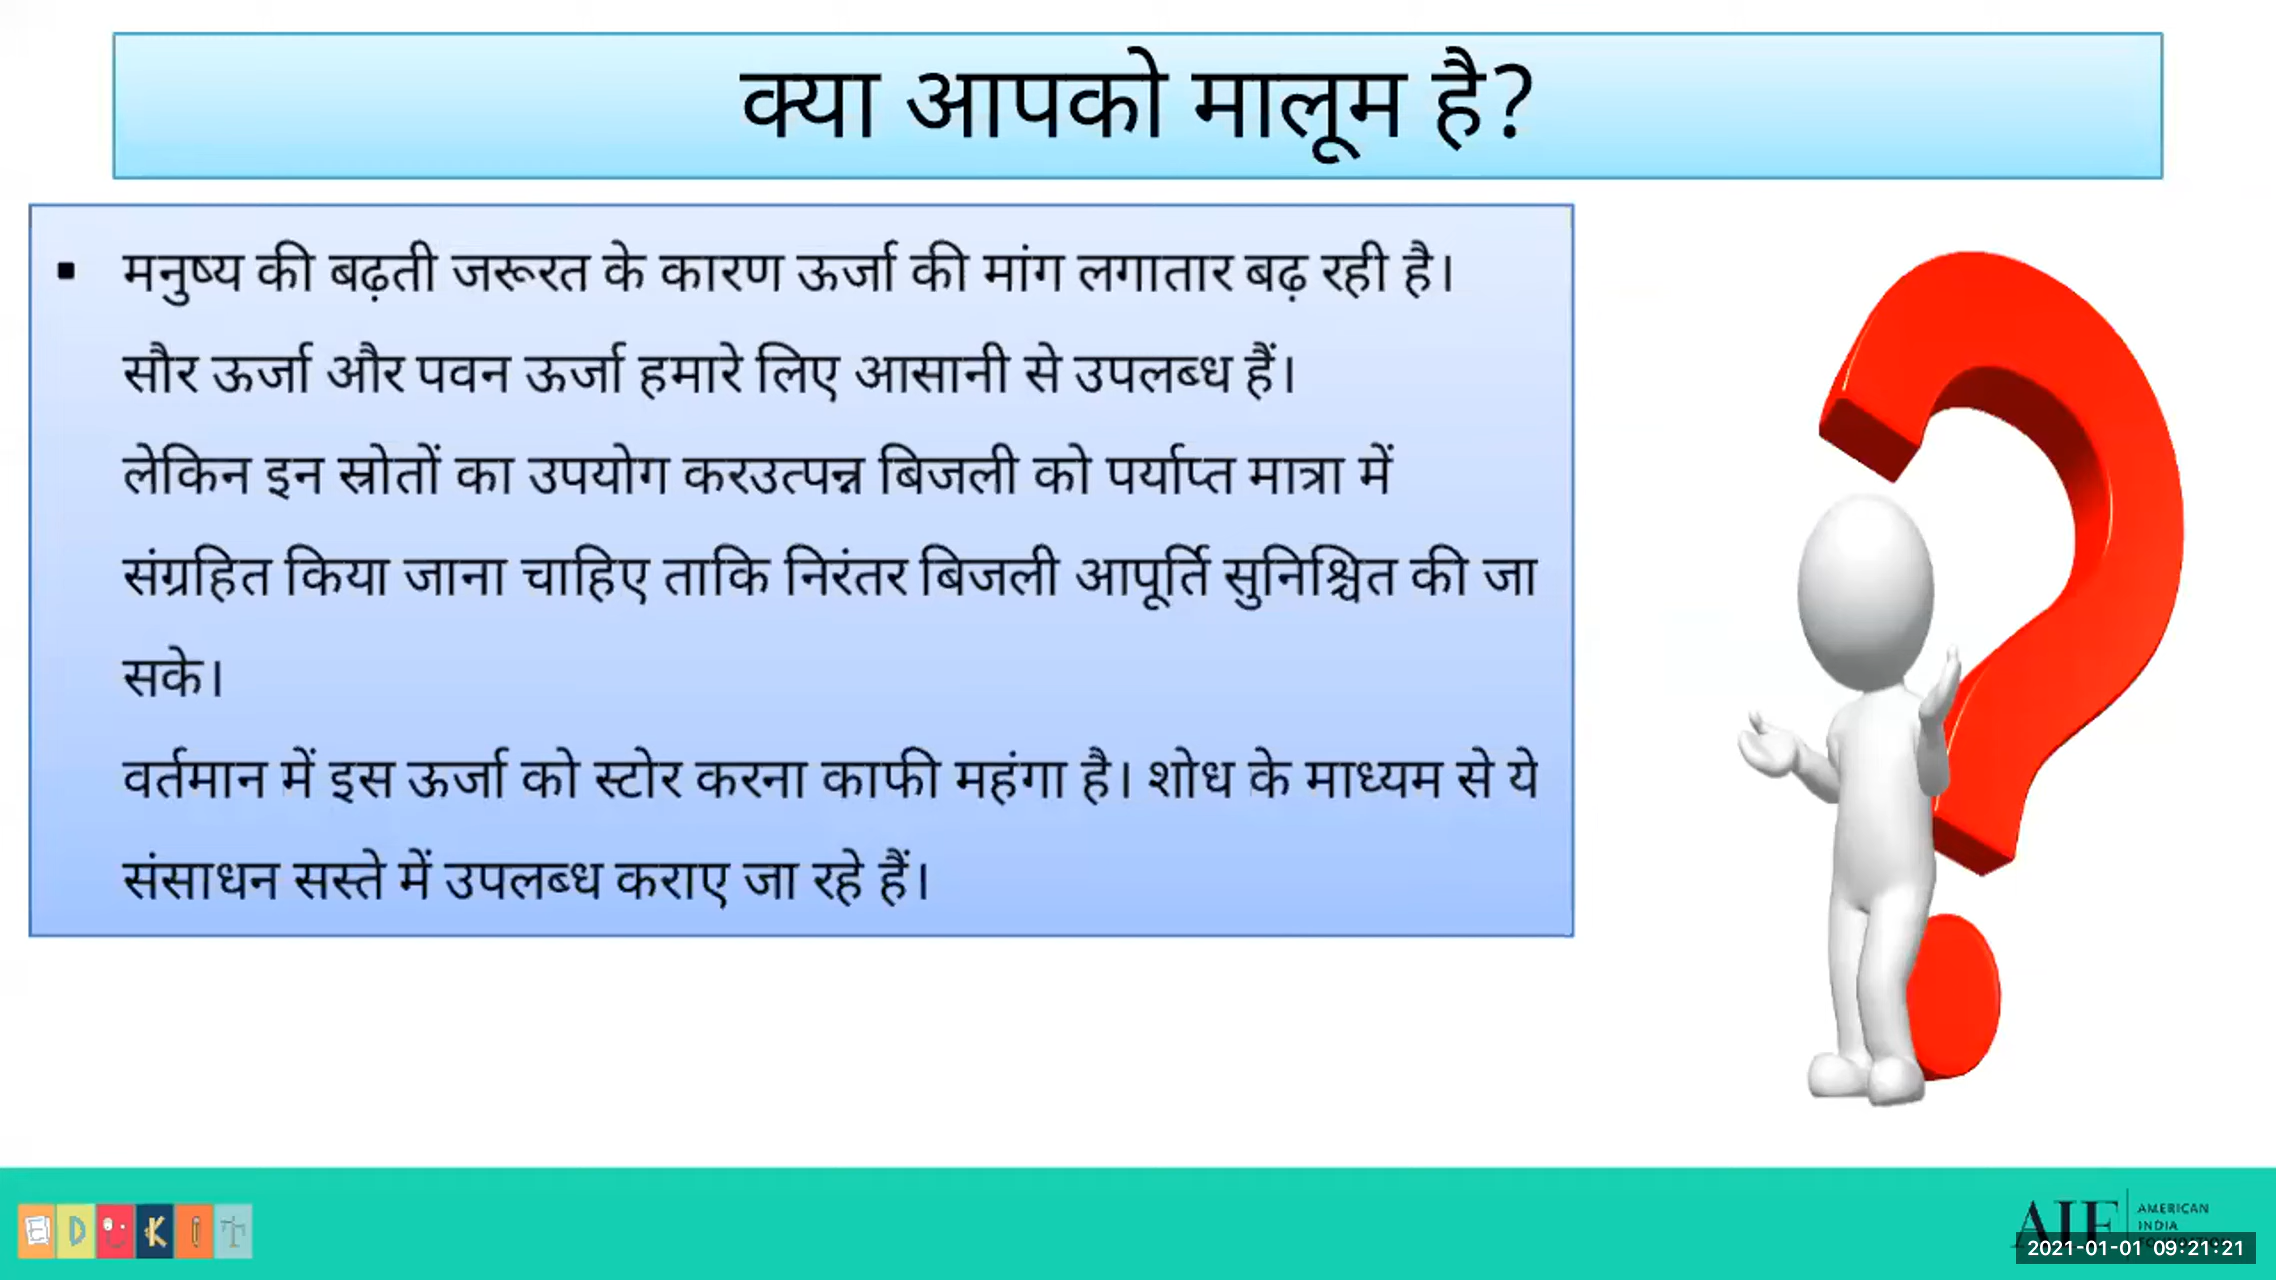 क्या आपको मालूम है?
▪ मनुष्य की बढ़ती जरूरत के कारण ऊर्जा की मांग लगातार बढ़ रही है।
सौर ऊर्जा और पवन ऊर्जा हमारे लिए आसानी से उपलब्ध हैं।
लेकिन इन स्रोतों का उपयोग करउत्पन्न बिजली को पर्याप्त मात्रा में
संग्रहित किया जाना चाहिए ताकि निरंतर बिजली आपूर्ति सुनिश्चित की जा
सके।
वर्तमान में इस ऊर्जा को स्टोर करना काफी महंगा है। शोध के माध्यम से ये
संसाधन सस्ते में उपलब्ध कराए जा रहे हैं।
EDUKIT
AIF
AMERICAN
INDIA
2021-01-01 09:21:21